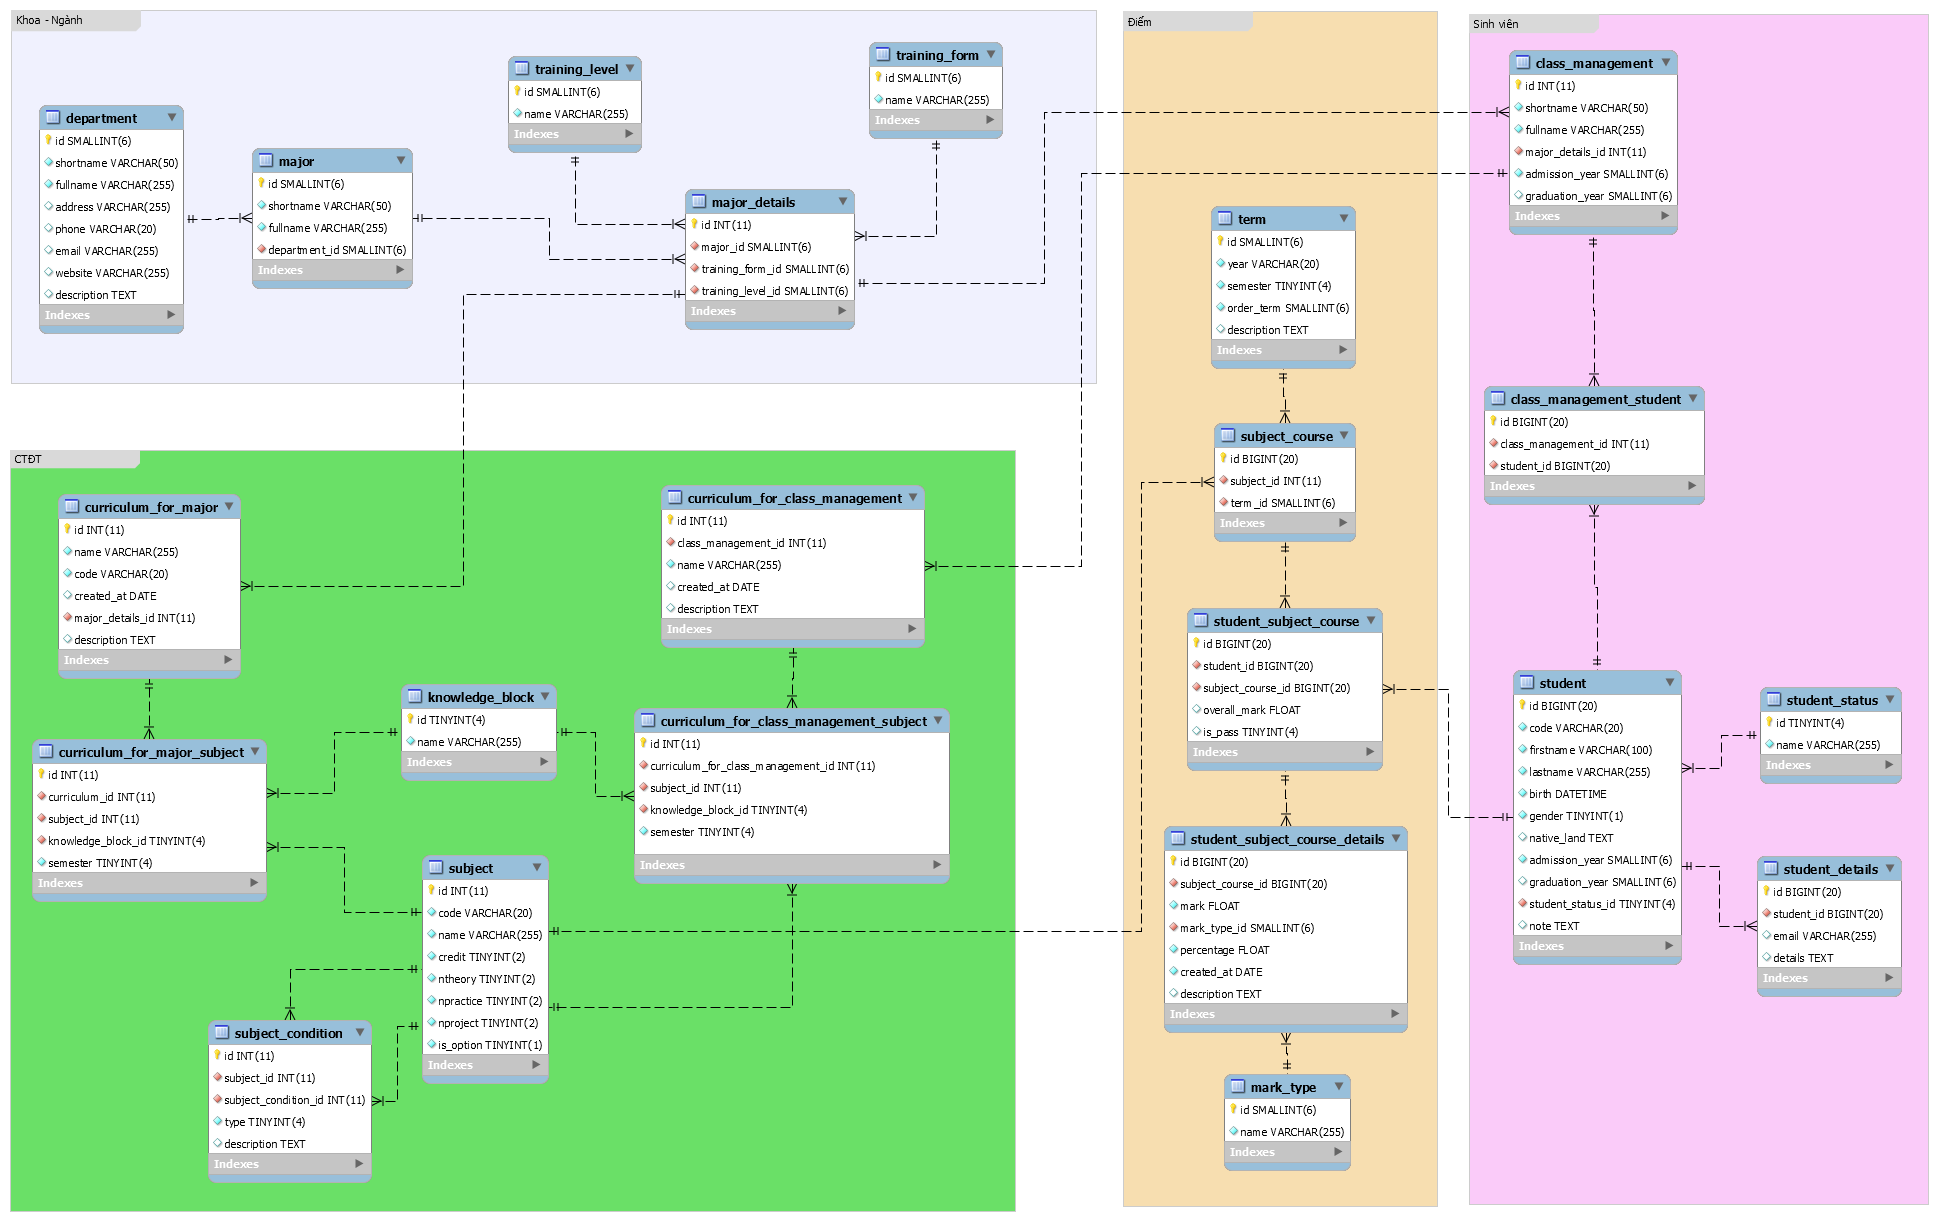 Khoa - Ngành
department
id SMALLINT(6)
shortname VARCHAR(50)
fullname VARCHAR(255)
address VARCHAR(255)
phone VARCHAR(20)
email VARCHAR(255)
website VARCHAR(255)
description TEXT
Indexes
major
id SMALLINT(6)
shortname VARCHAR(50)
fullname VARCHAR(255)
department_id SMALLINT(6)
Indexes
training_level
id SMALLINT(6)
name VARCHAR(255)
Indexes
training_form
id SMALLINT(6)
name VARCHAR(255)
Indexes
major_details
id INT(11)
major_id SMALLINT(6)
training_form_id SMALLINT(6)
training_level_id SMALLINT(6)
Indexes
CTĐT
curriculum_for_major
id INT(11)
name VARCHAR(255)
code VARCHAR(20)
created_at DATE
major_details_id INT(11)
description TEXT
Indexes
curriculum_for_class_management
id INT(11)
class_management_id INT(11)
name VARCHAR(255)
created_at DATE
description TEXT
Indexes
knowledge_block
id TINYINT(4)
name VARCHAR(255)
Indexes
curriculum_for_major_subject
id INT(11)
curriculum_id INT(11)
subject_id INT(11)
knowledge_block_id TINYINT(4)
semester TINYINT(4)
Indexes
curriculum_for_class_management_subject
id INT(11)
curriculum_for_class_management_id INT(11)
subject_id INT(11)
knowledge_block_id TINYINT(4)
semester TINYINT(4)
Indexes
subject
id INT(11)
code VARCHAR(20)
name VARCHAR(255)
credit TINYINT(2)
ntheory TINYINT(2)
npractice TINYINT(2)
nproject TINYINT(2)
is_option TINYINT(1)
Indexes
subject_condition
id INT(11)
subject_id INT(11)
subject_condition_id INT(11)
type TINYINT(4)
description TEXT
Indexes
Điểm
term
id SMALLINT(6)
year VARCHAR(20)
semester TINYINT(4)
order_term SMALLINT(6)
description TEXT
Indexes
subject_course
id BIGINT(20)
subject_id INT(11)
term_id SMALLINT(6)
Indexes
student_subject_course
id BIGINT(20)
student_id BIGINT(20)
subject_course_id BIGINT(20)
overall_mark FLOAT
is_pass TINYINT(4)
Indexes
student_subject_course_details
id BIGINT(20)
subject_course_id BIGINT(20)
mark FLOAT
mark_type_id SMALLINT(6)
percentage FLOAT
created_at DATE
description TEXT
Indexes
mark_type
id SMALLINT(6)
name VARCHAR(255)
Indexes
Sinh viên
class_management
id INT(11)
shortname VARCHAR(50)
fullname VARCHAR(255)
major_details_id INT(11)
admission_year SMALLINT(6)
graduation_year SMALLINT(6)
Indexes
class_management_student
id BIGINT(20)
class_management_id INT(11)
student_id BIGINT(20)
Indexes
student
id BIGINT(20)
code VARCHAR(20)
firstname VARCHAR(100)
lastname VARCHAR(255)
birth DATETIME
gender TINYINT(1)
native_land TEXT
admission_year SMALLINT(6)
graduation_year SMALLINT(6)
student_status_id TINYINT(4)
note TEXT
Indexes
student_status
id TINYINT(4)
name VARCHAR(255)
Indexes
student_details
id BIGINT(20)
student_id BIGINT(20)
email VARCHAR(255)
details TEXT
Indexes